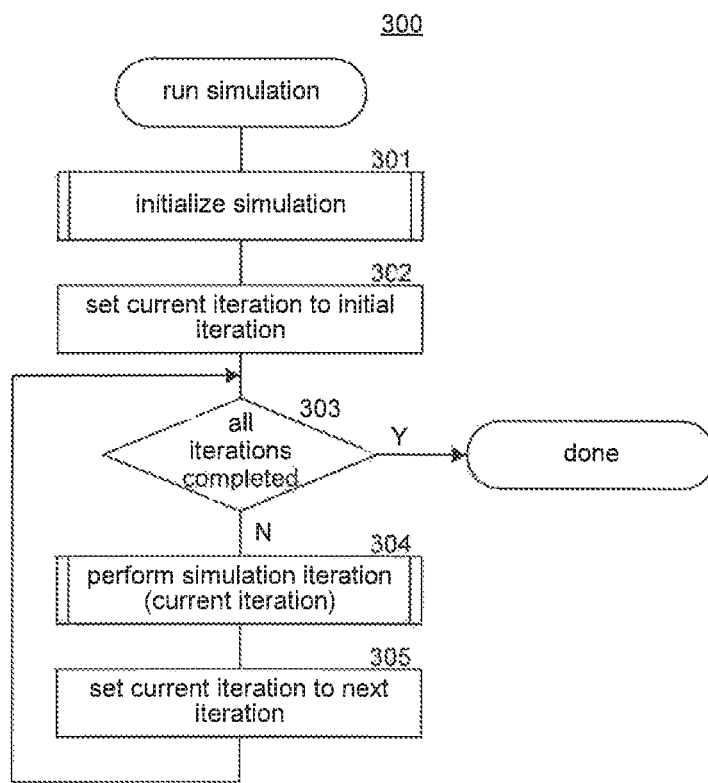 300
run simulation
301
initialize simulation
302
set current iteration to initial
iteration
303
all
iterations
completed
Y
done
N
304
perform simulation iteration
(current iteration)
305
set current iteration to next
iteration